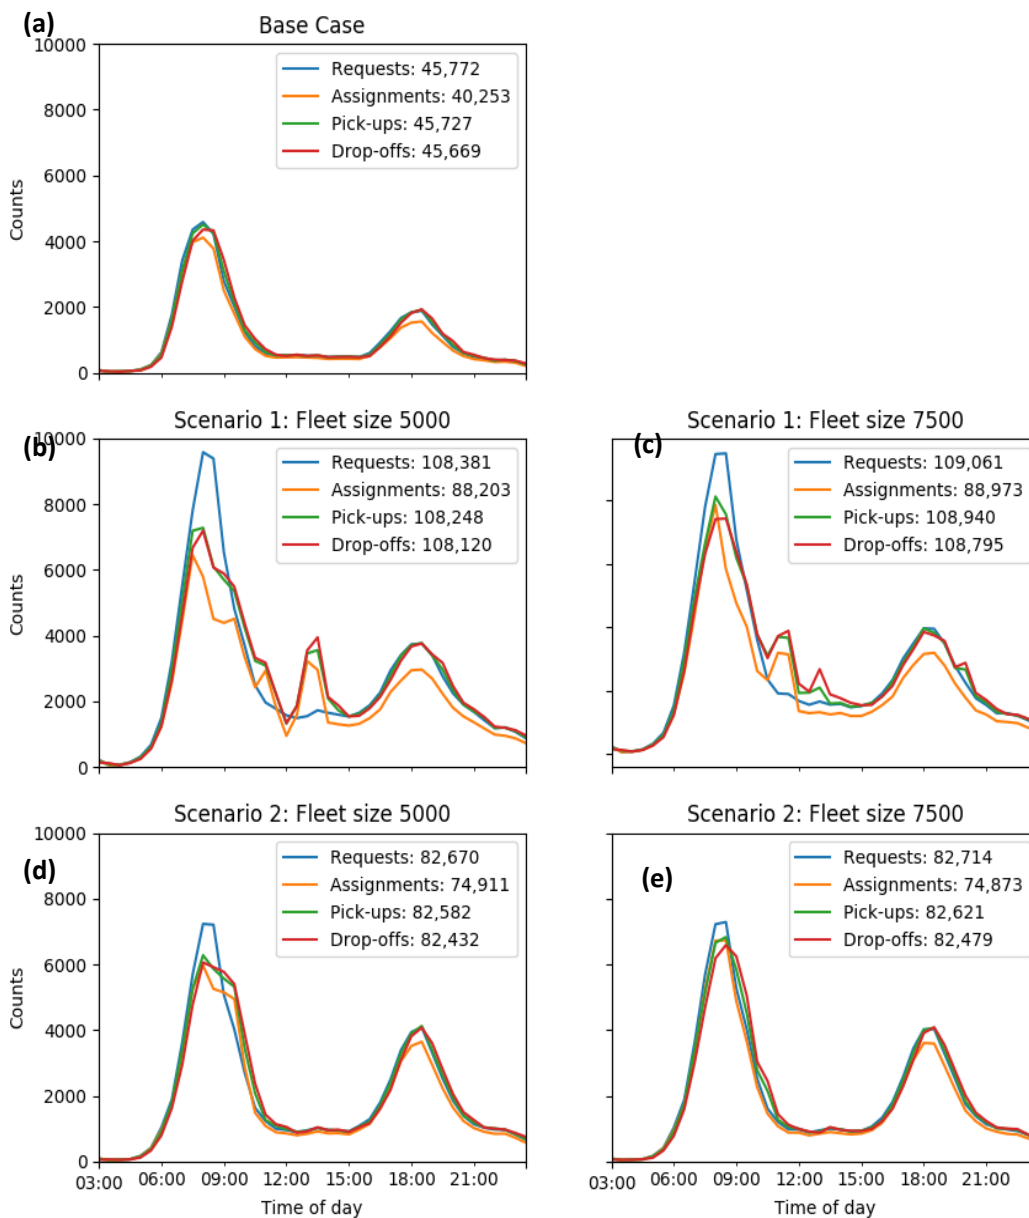 (a)
Base Case
10000
8000
6000
4000
2000
0
Counts
Requests: 45,772
Assignments: 40,253
Pick-ups: 45,727
Drop-offs: 45,669
(b)
Scenario 1: Fleet size 5000
10000
8000
6000
4000
2000
0
Counts
Requests: 108,381
Assignments: 88,203
Pick-ups: 108,248
Drop-offs: 108,120
(c)
Scenario 1: Fleet size 7500
Requests: 109,061
Assignments: 88,973
Pick-ups: 108,940
Drop-offs: 108,795
(d)
Scenario 2: Fleet size 5000
10000
8000
6000
4000
2000
0
Counts
Requests: 82,670
Assignments: 74,911
Pick-ups: 82,582
Drop-offs: 82,432
03:00 06:00 09:00 12:00 15:00 18:00 21:00
Time of day
(e)
Scenario 2: Fleet size 7500
Requests: 82,714
Assignments: 74,873
Pick-ups: 82,621
Drop-offs: 82,479
03:00 06:00 09:00 12:00 15:00 18:00 21:00
Time of day